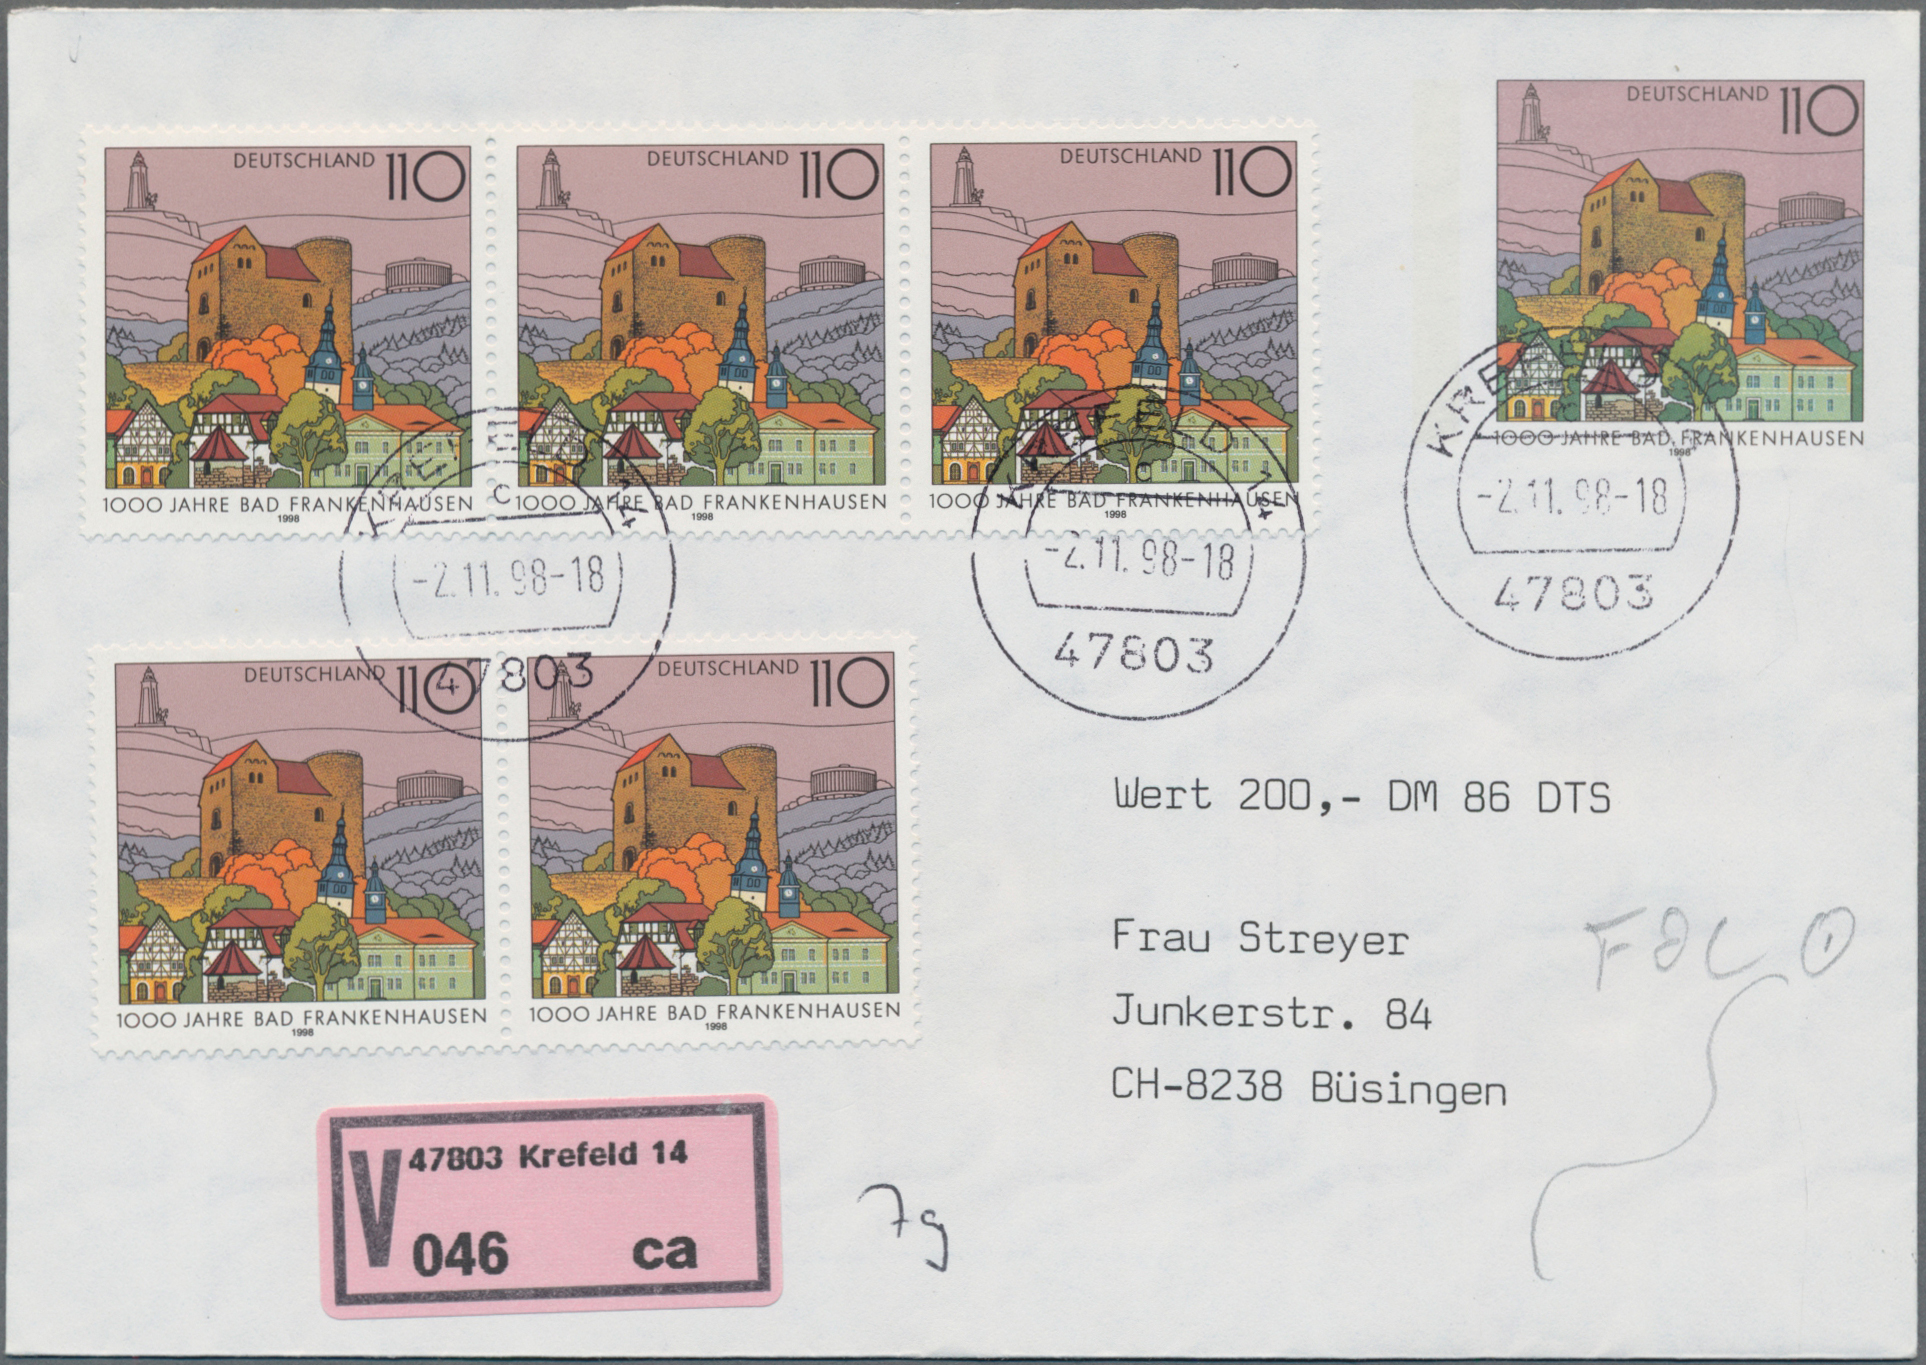 DEUTSCHLAND 110
1000 JAHRE BAD FRANKENHAUSEN
1998
DEUTSCHLAND 110
1000 JAHRE BAD FRANKENHAUSEN
1998
DEUTSCHLAND 110
1000 JAHRE BAD FRANKENHAUSEN
1998
DEUTSCHLAND 110
1000 JAHRE BAD FRANKENHAUSEN
1998
c
-2.11.98-18
47803
KREFELD 14
c
-2.11.98-18
47803
-2.11.98-18
47803
DEUTSCHLAND 110
1000 JAHRE BAD FRANKENHAUSEN
1998
DEUTSCHLAND 110
1000 JAHRE BAD FRANKENHAUSEN
1998
Wert 200,- DM 86 DTS
Frau Streyer
Junkerstr. 84
CH-8238 Büsingen
V 47803 Krefeld 14
046 ca
7g